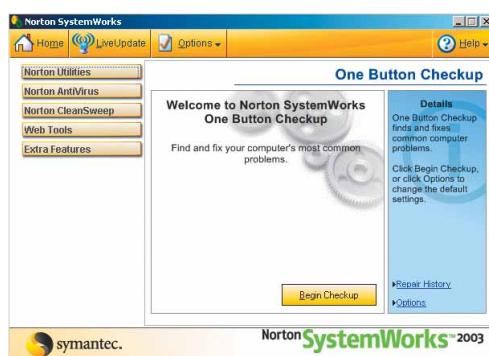 Norton SystemWorks
Home LiveUpdate Options Help
Norton Utilities
Norton AntiVirus
Norton CleanSweep
Web Tools
Extra Features
One Button Checkup
Welcome to Norton SystemWorks
One Button Checkup
Find and fix your computer's most common
problems.
Begin Checkup
Details
One Button Checkup
finds and fixes
common computer
problems.
Click Begin Checkup,
or click Options to
change the default
settings.
Repair History
Options
symantec.
Norton SystemWorks™ 2003